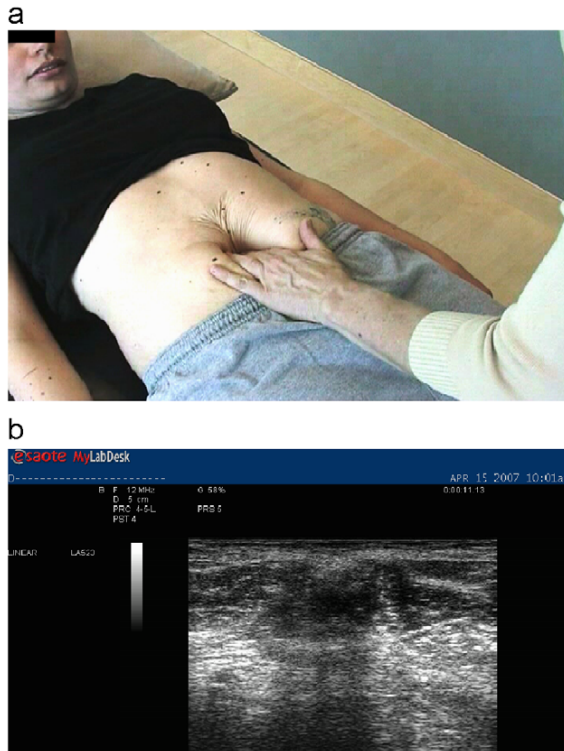 a
b
esaote MyLabDesk
D------------------------ APR 15 2007 10:01a
B F 12 MHz G 58% 0:00:11:13
D 5 cm
PRC 4-5-L PRS 5
PST 4
LINEAR LA523